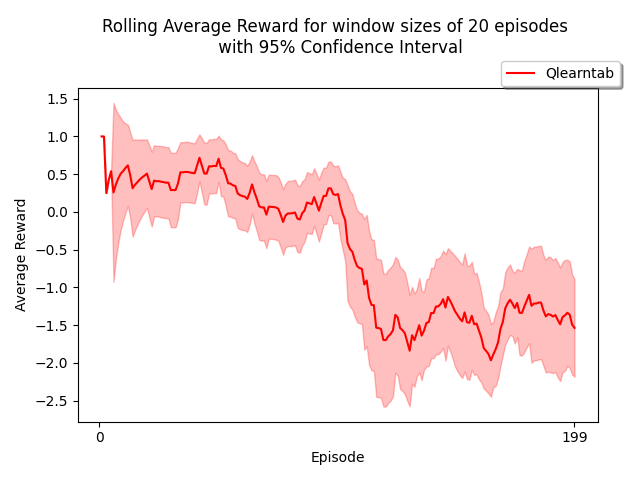 Rolling Average Reward for window sizes of 20 episodes
with 95% Confidence Interval
Qlearntab
1.5
1.0
0.5
0.0
−0.5
−1.0
−1.5
−2.0
−2.5
Average Reward
0
199
Episode